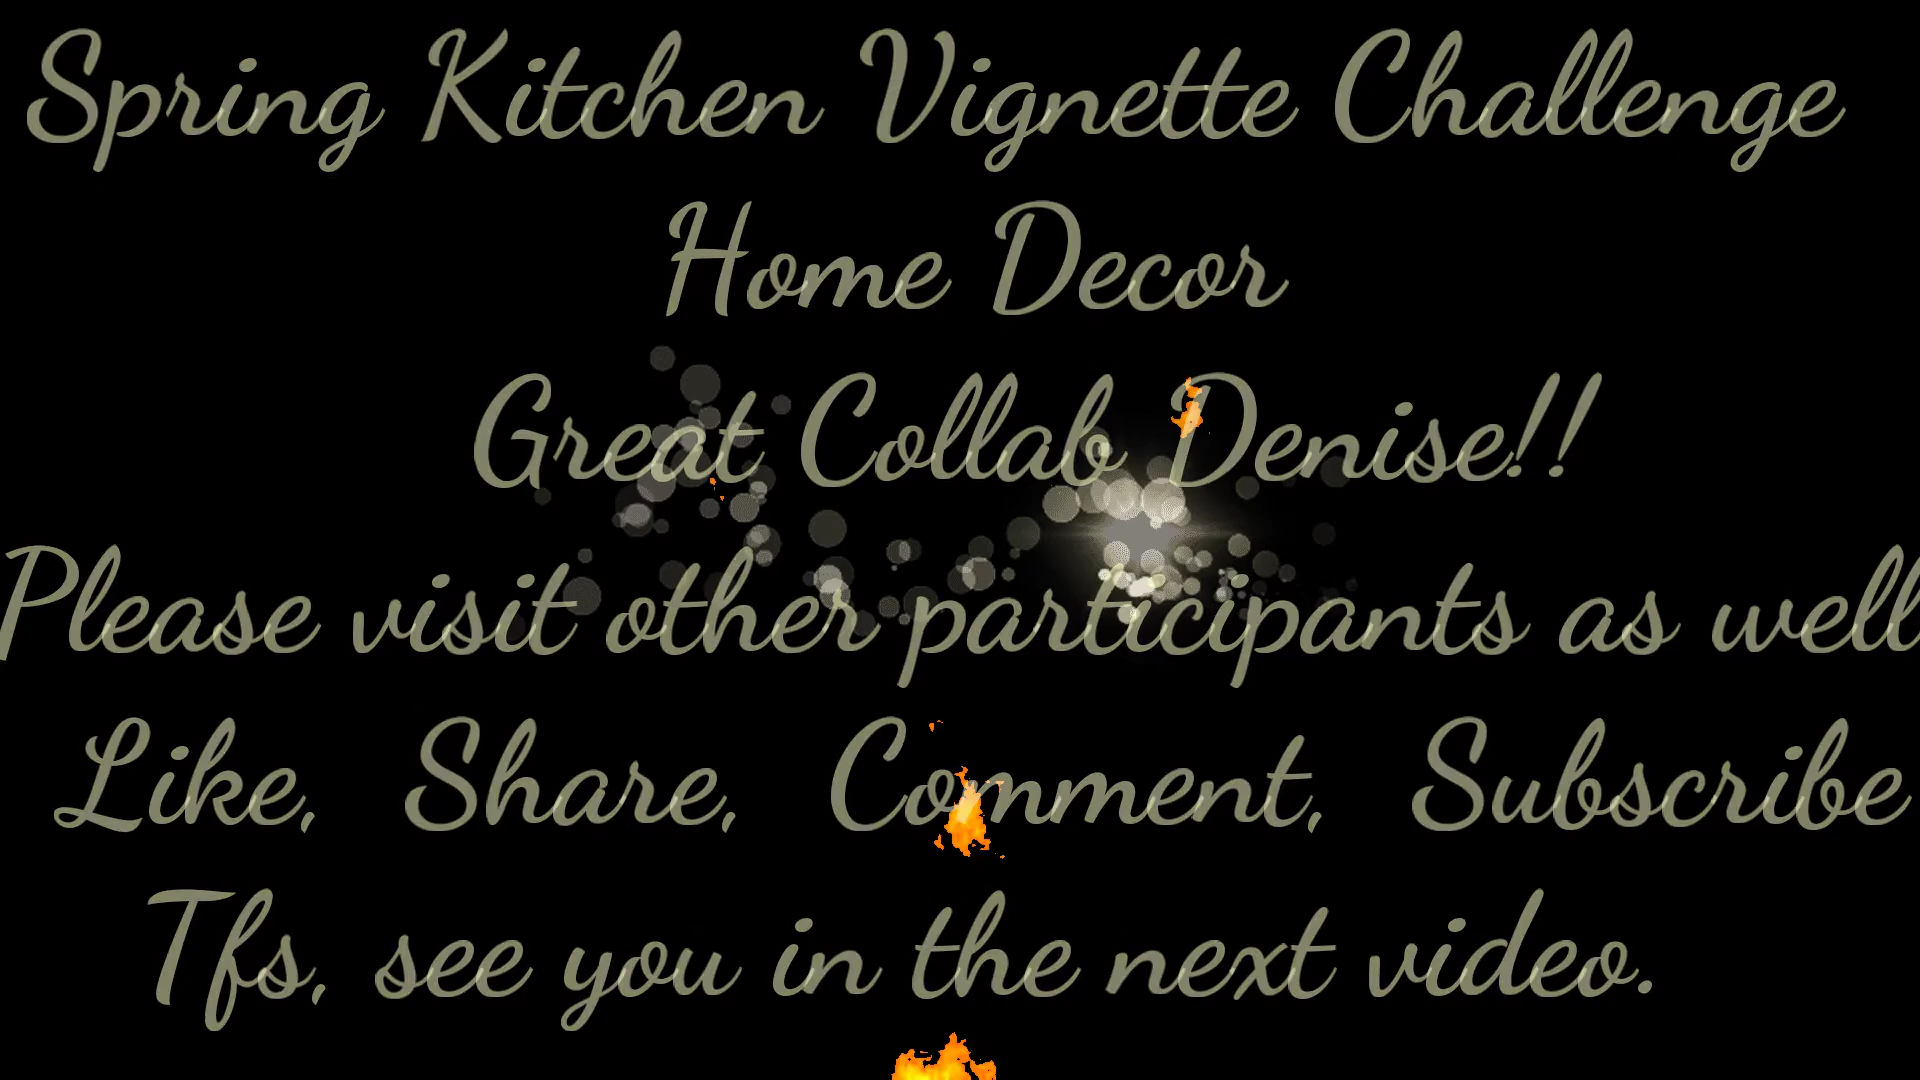 Spring Kitchen Vignette Challenge
Home Decor
Great Collab Denise!!
Please visit other participants as well
Like, Share, Comment, Subscribe
Tfs, see you in the next video.